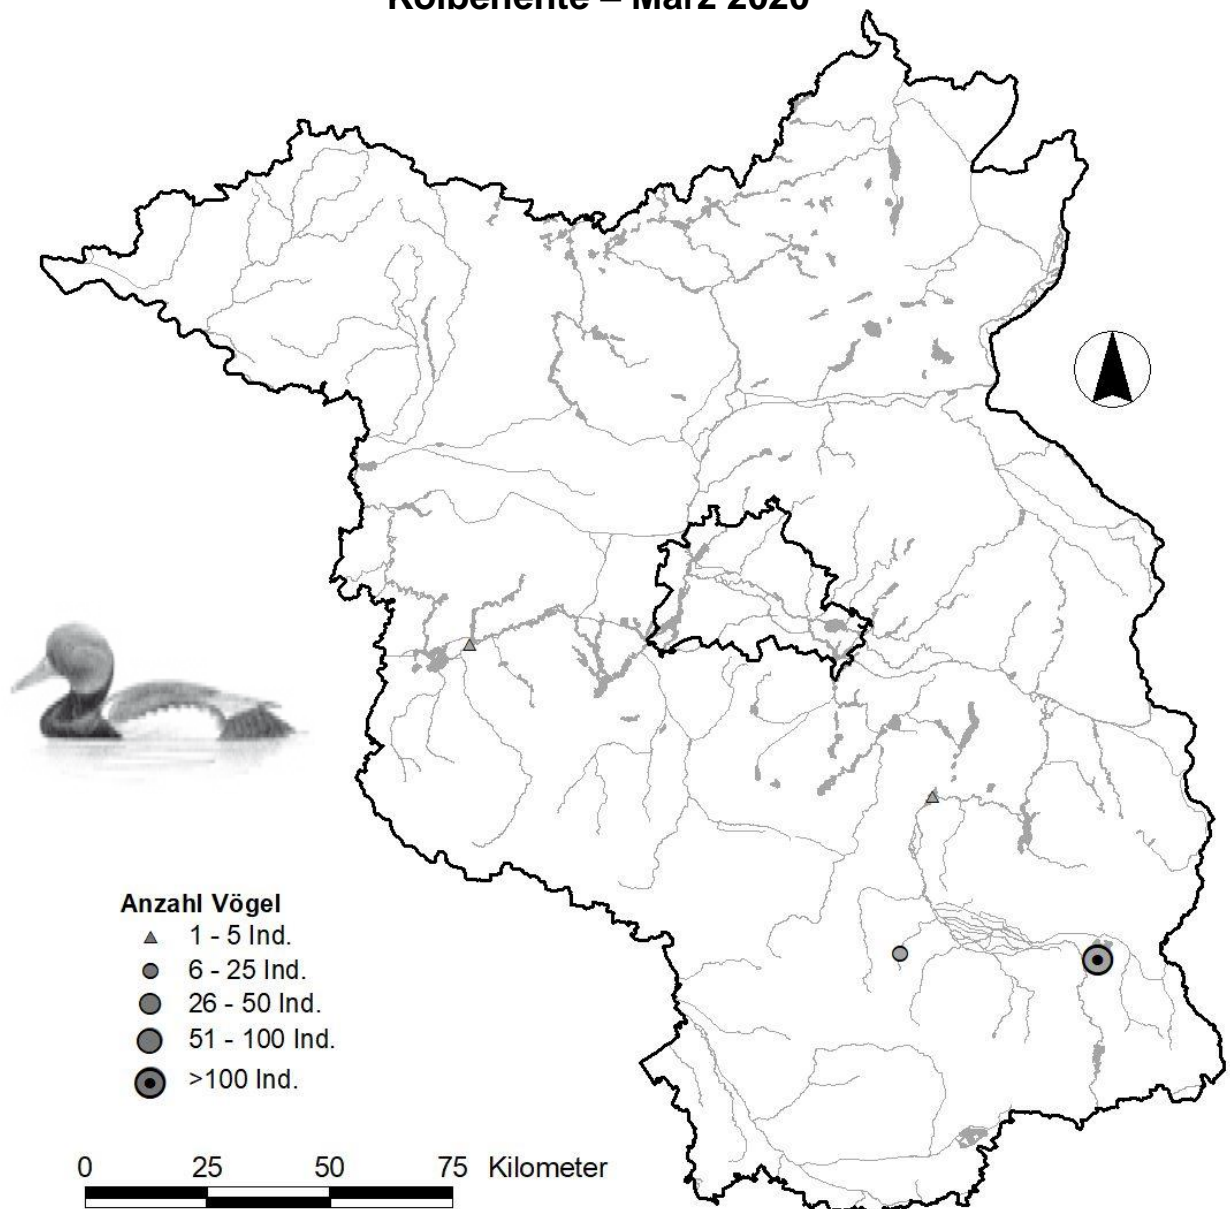 Kolbenente – März 2020
Anzahl Vögel
1 - 5 Ind.
6 - 25 Ind.
26 - 50 Ind.
51 - 100 Ind.
>100 Ind.
0 25 50 75 Kilometer